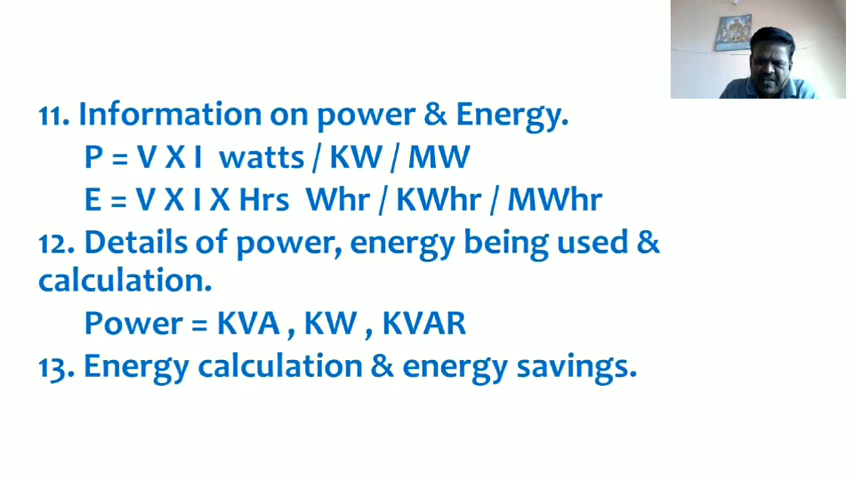 11. Information on power & Energy.
P = V X I watts / KW / MW
E = V X I X Hrs Whr / KWhr / MWhr
12. Details of power, energy being used &
calculation.
Power = KVA , KW , KVAR
13. Energy calculation & energy savings.